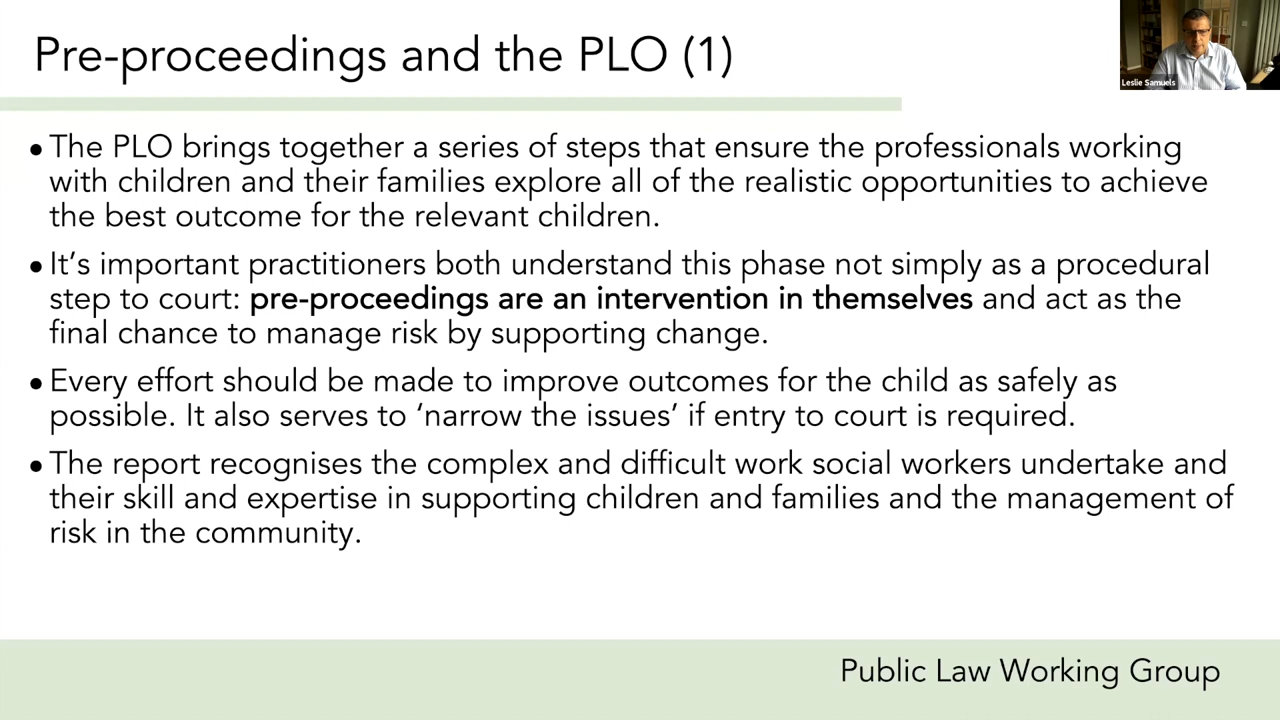 Pre-proceedings and the PLO (1)
Leslie Samuels
• The PLO brings together a series of steps that ensure the professionals working
with children and their families explore all of the realistic opportunities to achieve
the best outcome for the relevant children.
• It’s important practitioners both understand this phase not simply as a procedural
step to court: pre-proceedings are an intervention in themselves and act as the
final chance to manage risk by supporting change.
• Every effort should be made to improve outcomes for the child as safely as
possible. It also serves to ‘narrow the issues’ if entry to court is required.
• The report recognises the complex and difficult work social workers undertake and
their skill and expertise in supporting children and families and the management of
risk in the community.
Public Law Working Group